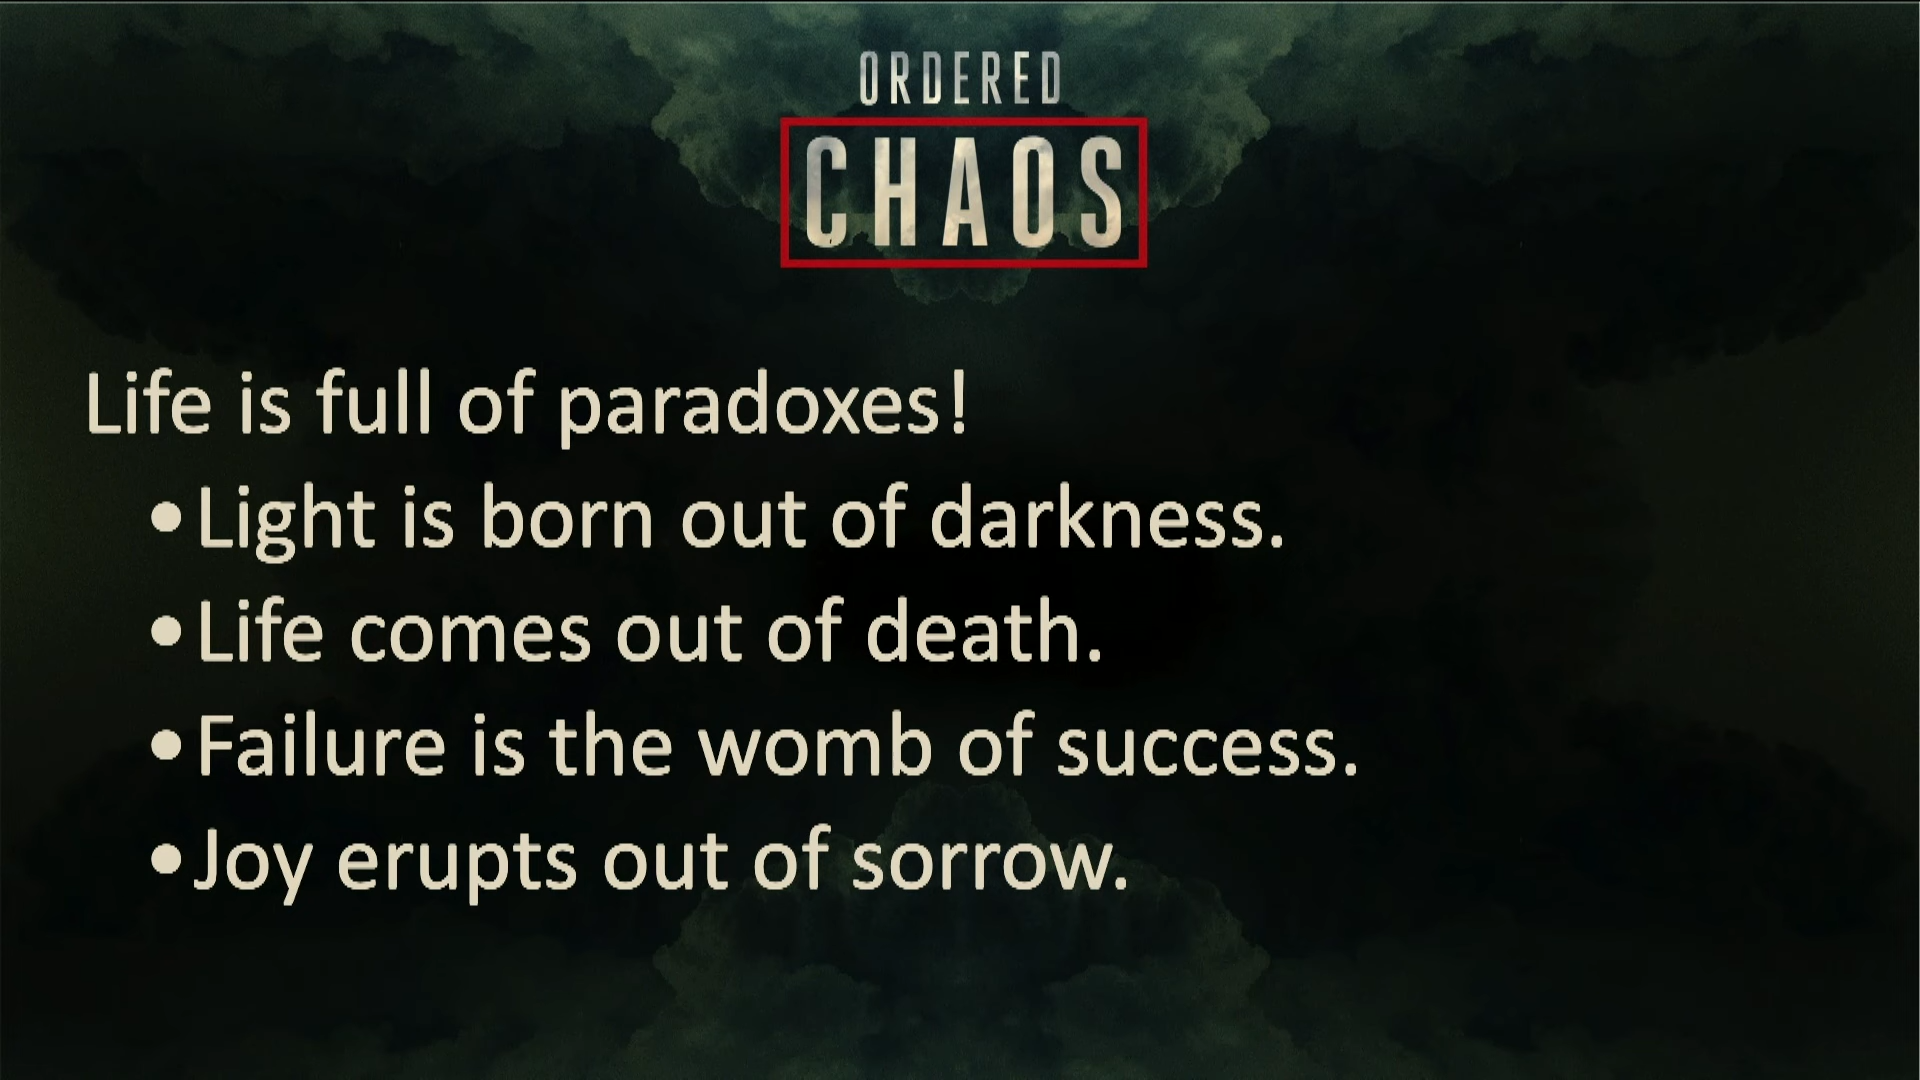 ORDERED
CHAOS
Life is full of paradoxes!
•Light is born out of darkness.
•Life comes out of death.
•Failure is the womb of success.
•Joy erupts out of sorrow.